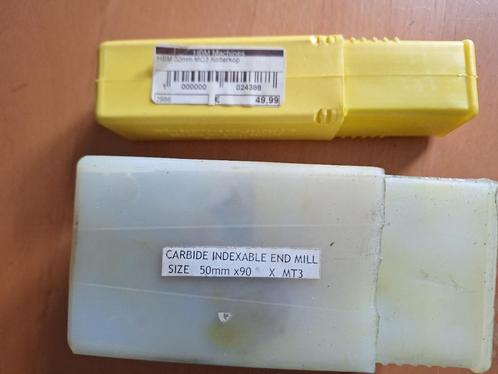 HBM Machines
HBM 50mm MC3 Kotterkop
1 000000 024388
2986 € 49,99
CARBIDE INDEXABLE END MILL
SIZE 50mm x90° X MT3